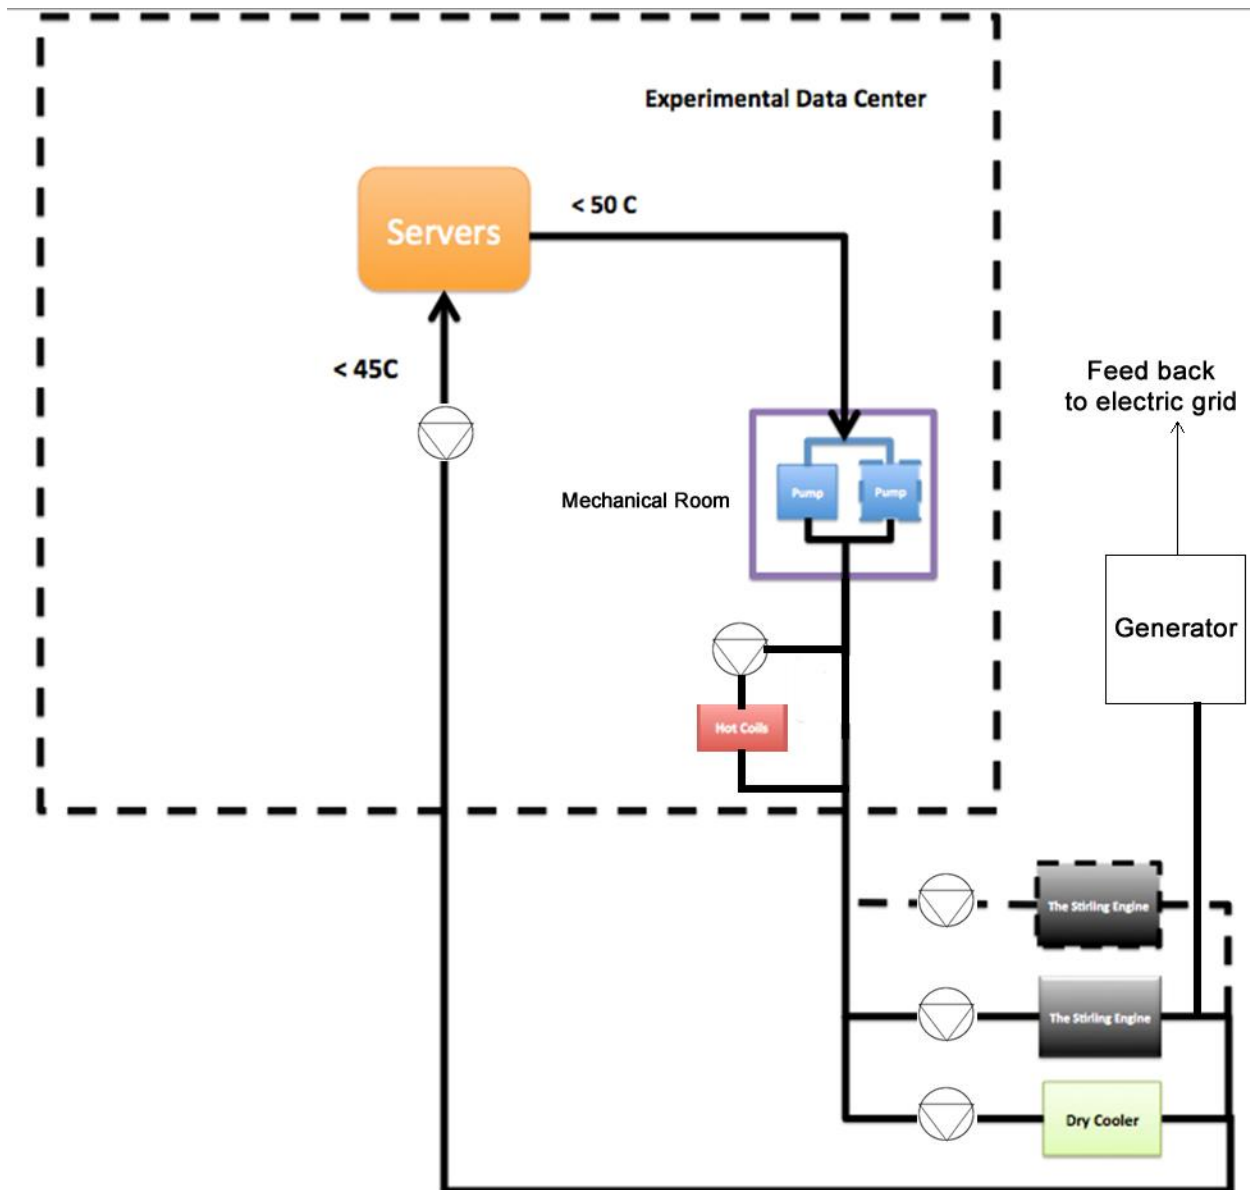 Experimental Data Center
< 50 C
Servers
< 45C
Feed back
to electric grid
Pump
Pump
Mechanical Room
Generator
Hot Coils
The Stirling Engine
The Stirling Engine
Dry Cooler